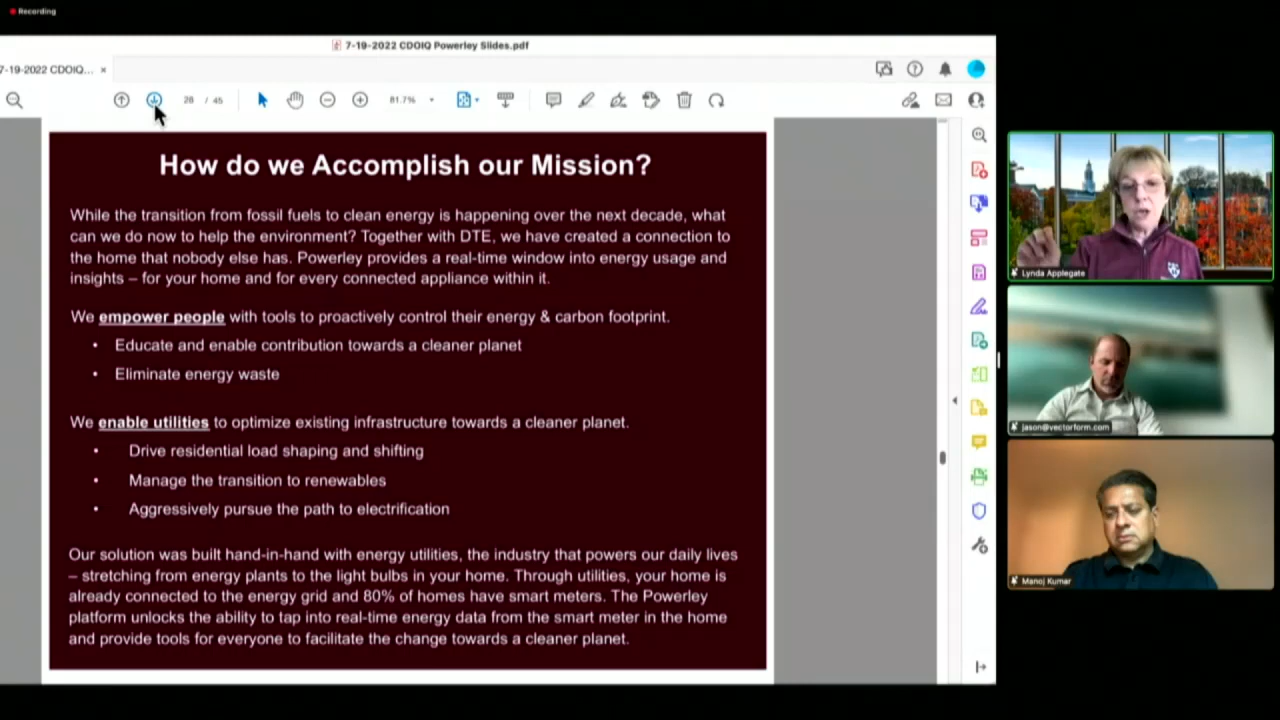 Recording
7-19-2022 CDOIQ Powerley Slides.pdf
7-19-2022 CDOIQ... ×
28 / 45
81.7%
How do we Accomplish our Mission?
While the transition from fossil fuels to clean energy is happening over the next decade, what
can we do now to help the environment? Together with DTE, we have created a connection to
the home that nobody else has. Powerley provides a real-time window into energy usage and
insights – for your home and for every connected appliance within it.
We empower people with tools to proactively control their energy & carbon footprint.
• Educate and enable contribution towards a cleaner planet
• Eliminate energy waste
We enable utilities to optimize existing infrastructure towards a cleaner planet.
• Drive residential load shaping and shifting
• Manage the transition to renewables
• Aggressively pursue the path to electrification
Our solution was built hand-in-hand with energy utilities, the industry that powers our daily lives
– stretching from energy plants to the light bulbs in your home. Through utilities, your home is
already connected to the energy grid and 80% of homes have smart meters. The Powerley
platform unlocks the ability to tap into real-time energy data from the smart meter in the home
and provide tools for everyone to facilitate the change towards a cleaner planet.
Lynda Applegate
jason@vectorform.com
Manoj Kumar